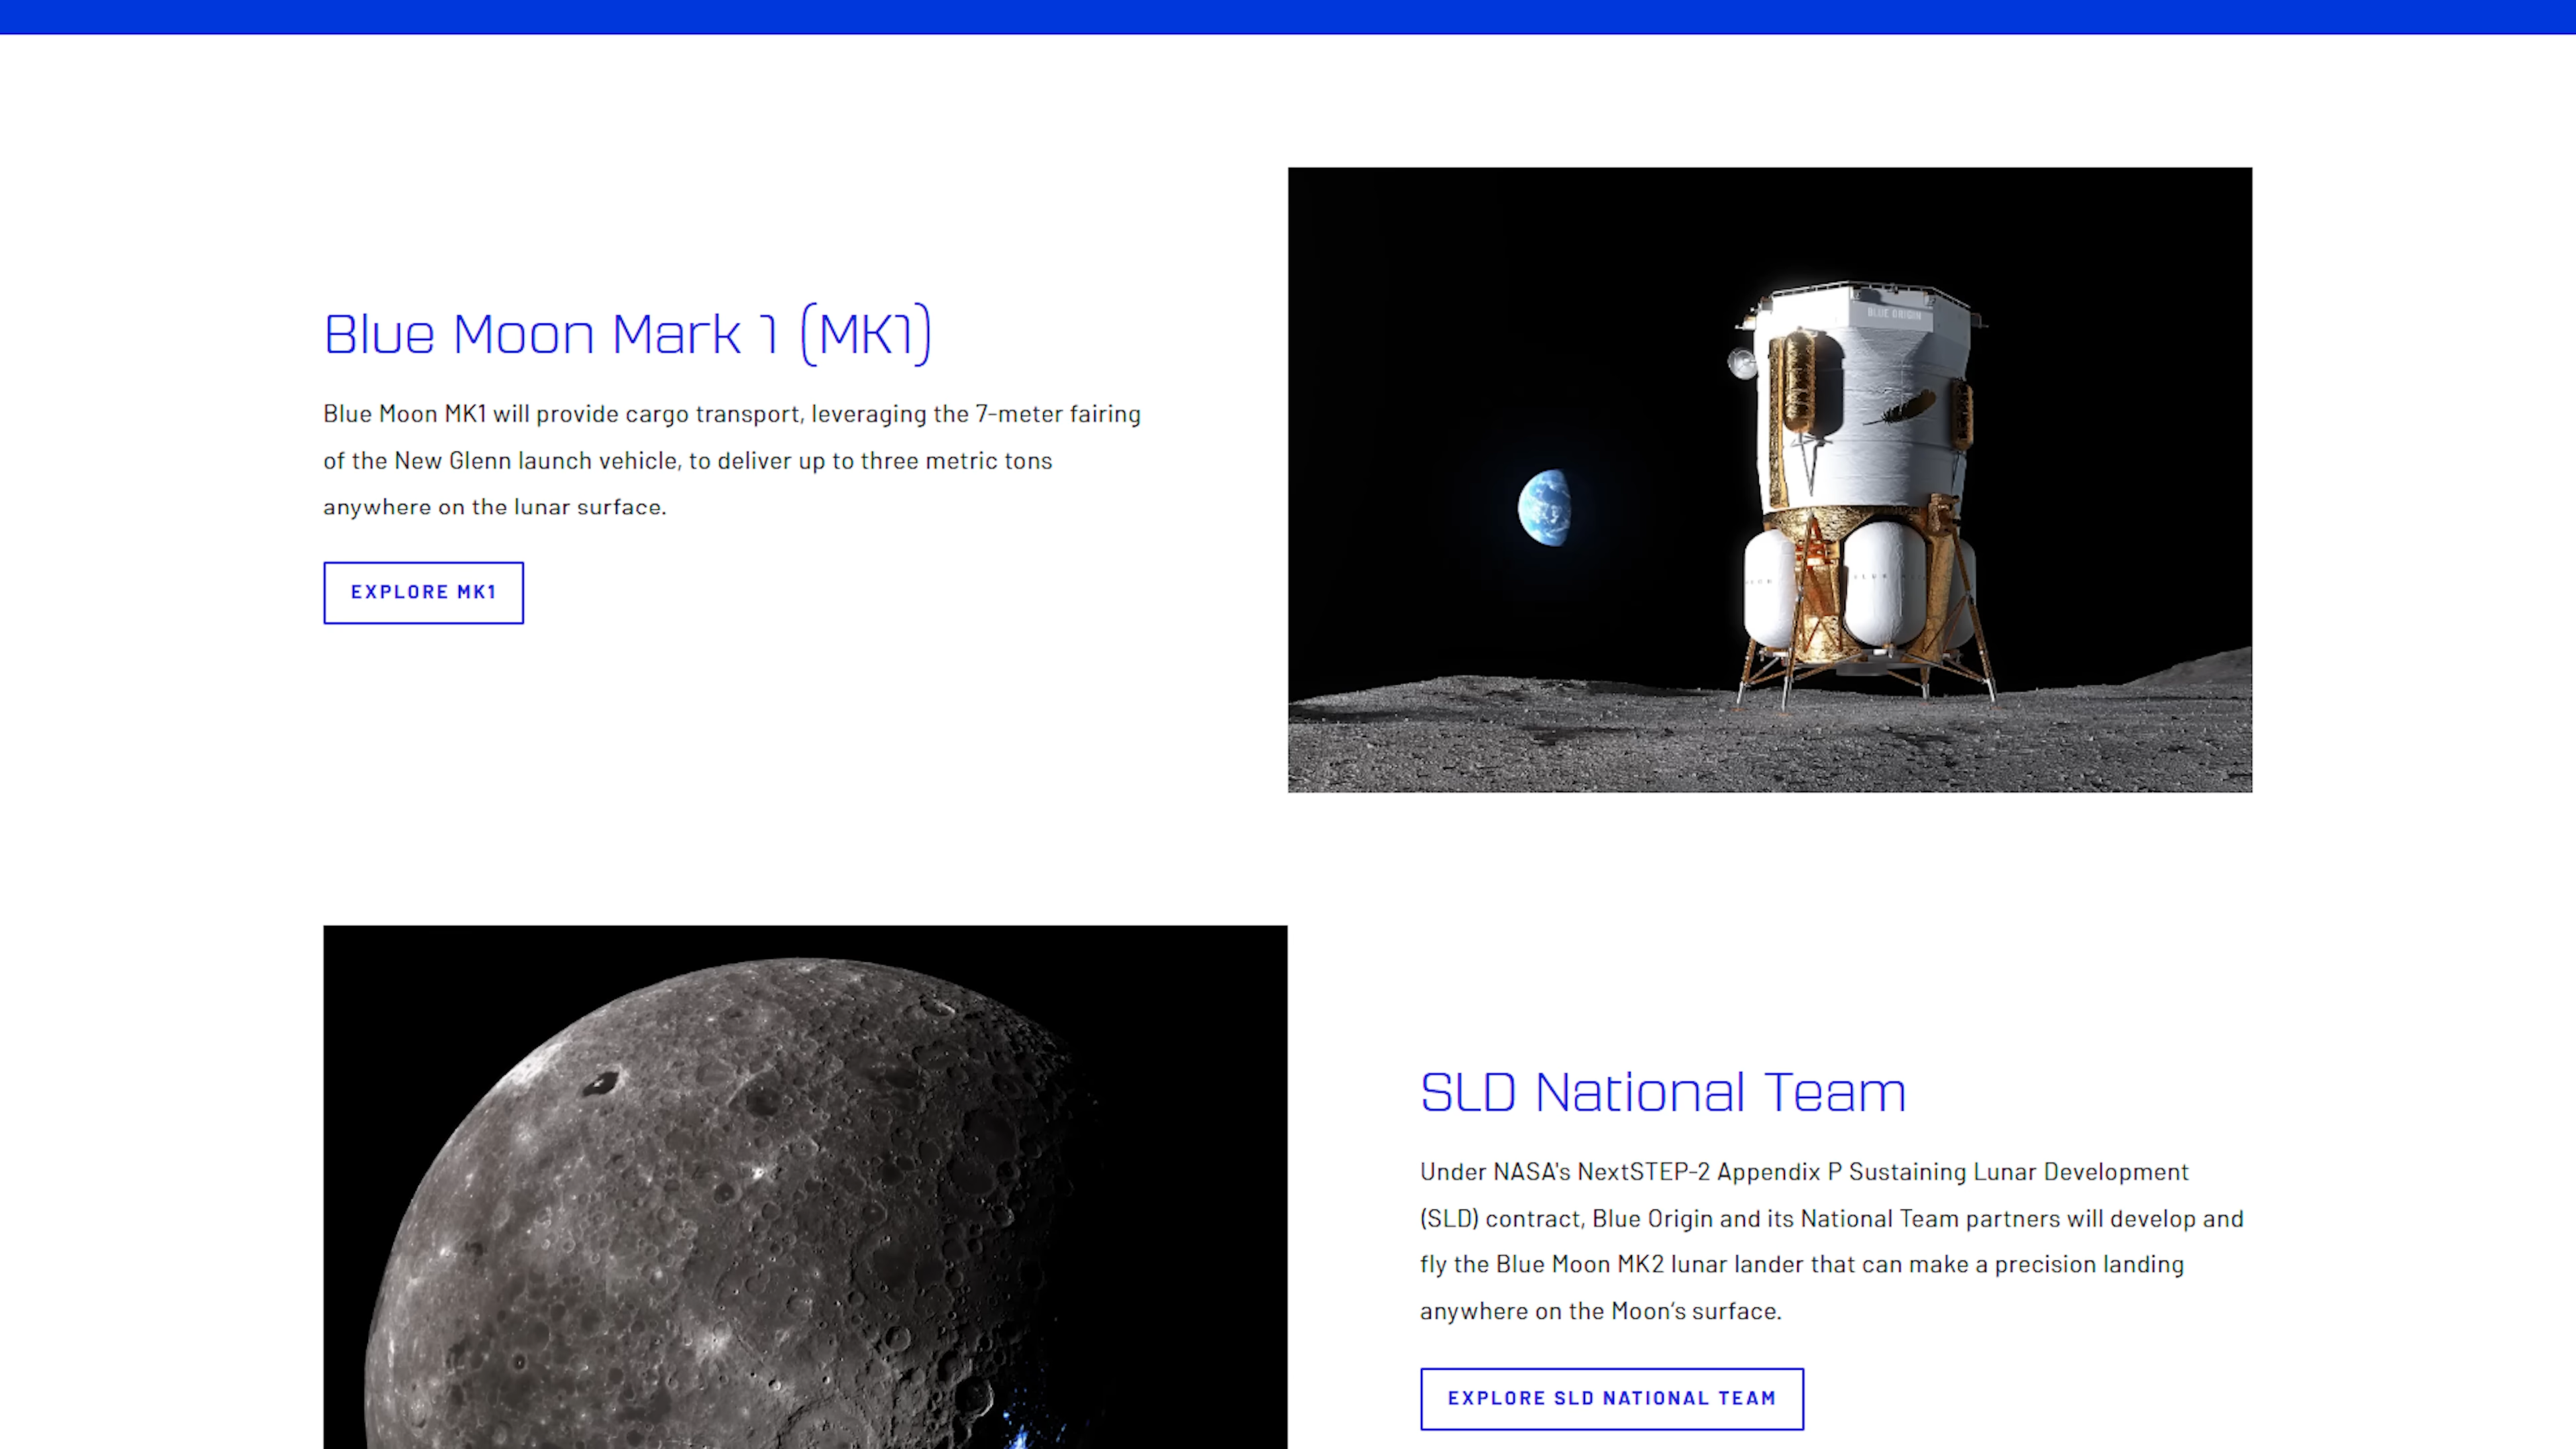 Blue Moon Mark 1 (MK1)
Blue Moon MK1 will provide cargo transport, leveraging the 7-meter fairing
of the New Glenn launch vehicle, to deliver up to three metric tons
anywhere on the lunar surface.
EXPLORE MK1
BLUE ORIGIN
SLD National Team
Under NASA's NextSTEP-2 Appendix P Sustaining Lunar Development
(SLD) contract, Blue Origin and its National Team partners will develop and
fly the Blue Moon MK2 lunar lander that can make a precision landing
anywhere on the Moon‘s surface.
EXPLORE SLD NATIONAL TEAM